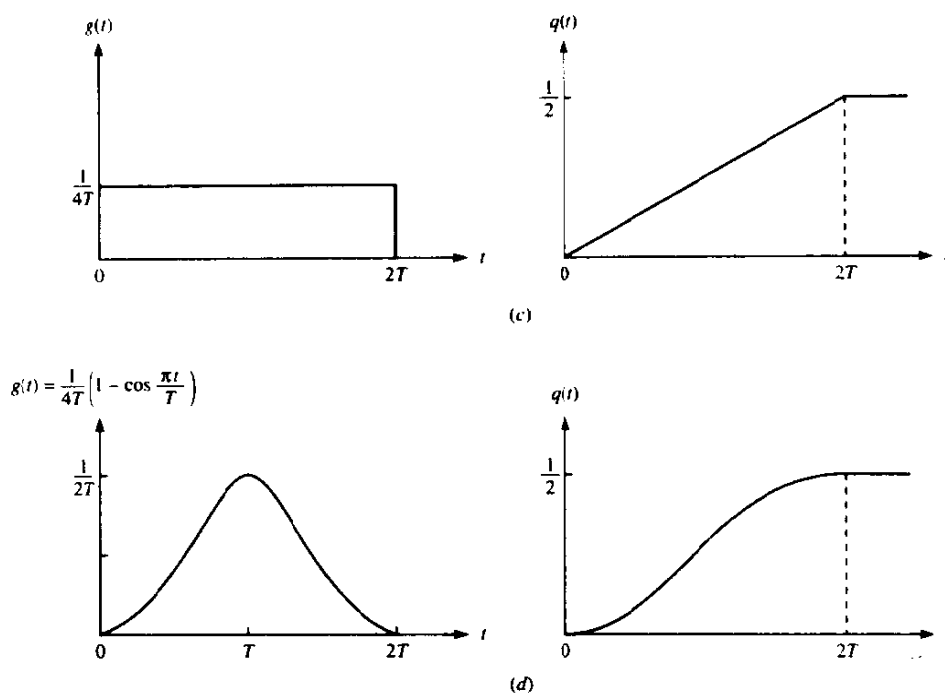 g(t)
1/4T
0
2T
t
q(t)
1/2
0
2T
(c)
g(t) = 1/4T (1 − cos πt/T)
1/2T
0
T
2T
t
q(t)
1/2
0
2T
(d)